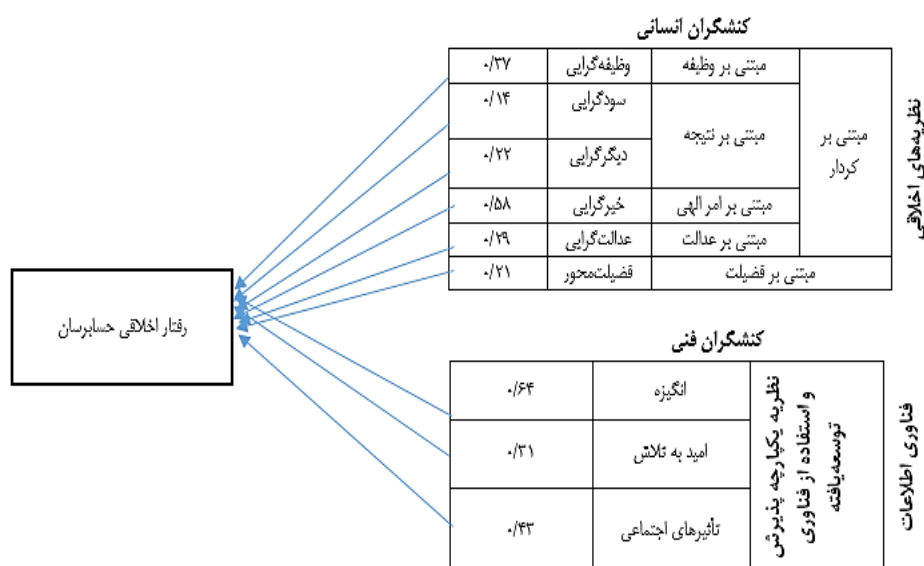 کنشگران انسانی
نظریه‌های اخلاقی
مبتنی بر
کردار
مبتنی بر وظیفه
وظیفه‌گرایی
۰/۳۷
مبتنی بر نتیجه
سودگرایی
۰/۱۴
دیگرگرایی
۰/۲۲
مبتنی بر امر الهی
خیرگرایی
۰/۵۸
مبتنی بر عدالت
عدالت‌گرایی
۰/۲۹
مبتنی بر فضیلت
فضیلت‌محور
۰/۲۱
رفتار اخلاقی حسابرسان
کنشگران فنی
فناوری اطلاعات
نظریه یکپارچه پذیرش
و استفاده از فناوری
توسعه‌یافته
انگیزه
۰/۶۴
امید به تلاش
۰/۳۱
تأثیرهای اجتماعی
۰/۴۳